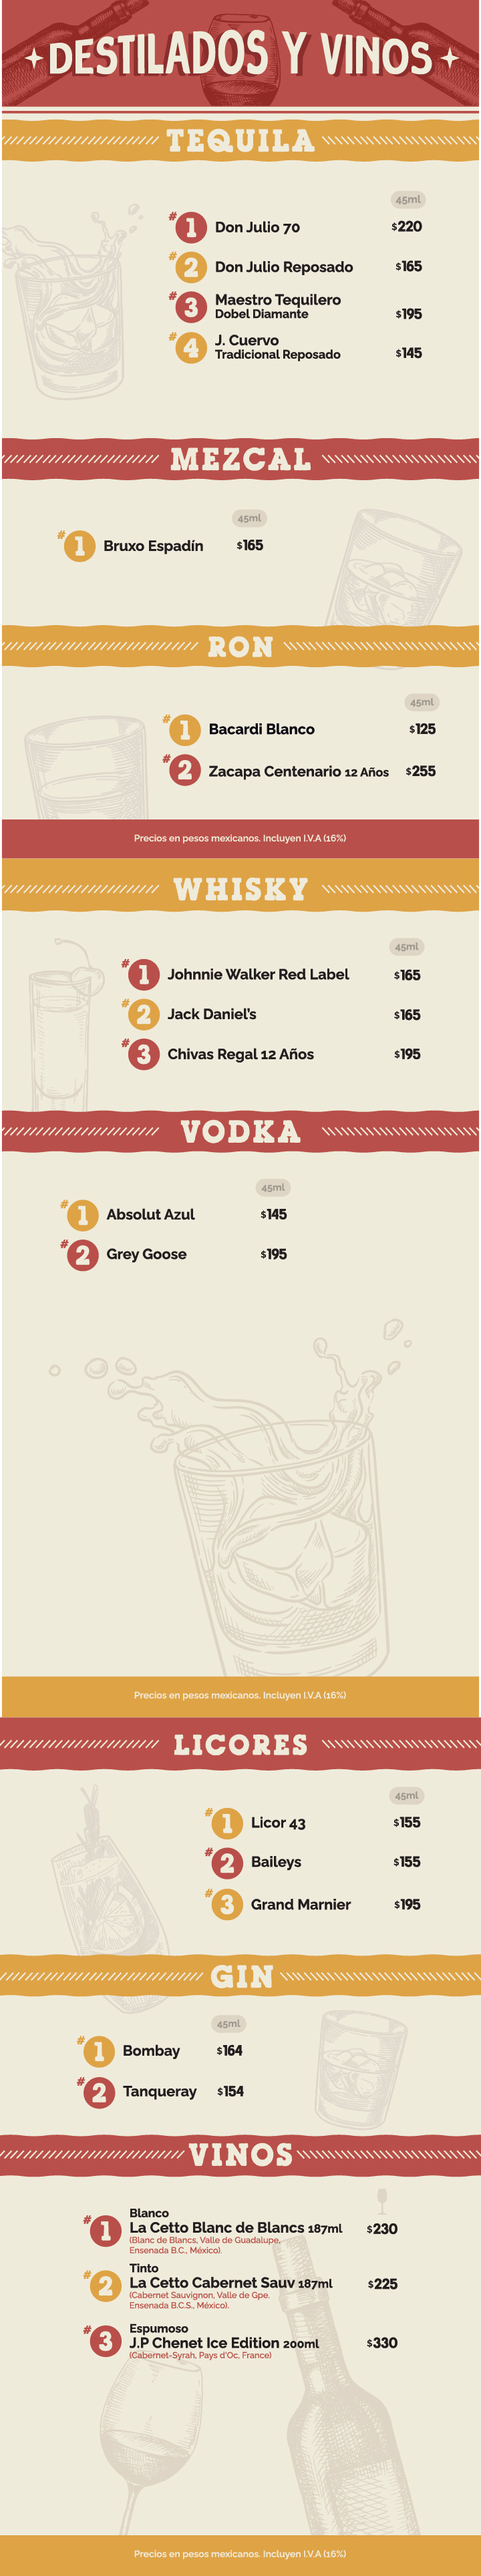 DESTILADOS Y VINOS
TEQUILA
45ml
#1 Don Julio 70 $220
#2 Don Julio Reposado $165
#3 Maestro Tequilero
Dobel Diamante $195
#4 J. Cuervo
Tradicional Reposado $145
MEZCAL
45ml
#1 Bruxo Espadín $165
RON
45ml
#1 Bacardi Blanco $125
#2 Zacapa Centenario 12 Años $255
Precios en pesos mexicanos. Incluyen I.V.A (16%)
WHISKY
45ml
#1 Johnnie Walker Red Label $165
#2 Jack Daniel's $165
#3 Chivas Regal 12 Años $195
VODKA
45ml
#1 Absolut Azul $145
#2 Grey Goose $195
Precios en pesos mexicanos. Incluyen I.V.A (16%)
LICORES
45ml
#1 Licor 43 $155
#2 Baileys $155
#3 Grand Marnier $195
GIN
45ml
#1 Bombay $164
#2 Tanqueray $154
VINOS
Blanco
#1 La Cetto Blanc de Blancs 187ml $230
(Blanc de Blancs, Valle de Guadalupe,
Ensenada B.C., México).
Tinto
#2 La Cetto Cabernet Sauv 187ml $225
(Cabernet Sauvignon, Valle de Gpe.
Ensenada B.C.S., México).
Espumoso
#3 J.P Chenet Ice Edition 200ml $330
(Cabernet-Syrah, Pays d'Oc, France)
Precios en pesos mexicanos. Incluyen I.V.A (16%)